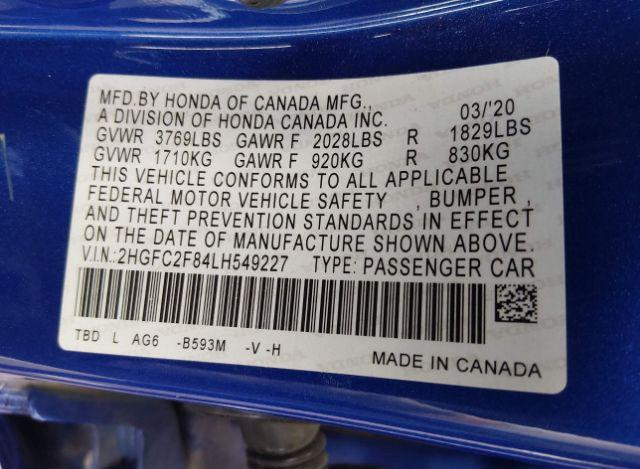 MFD.BY HONDA OF CANADA MFG.,
A DIVISION OF HONDA CANADA INC. 03/'20
GVWR 3769LBS GAWR F 2028LBS R 1829LBS
GVWR 1710KG GAWR F 920KG R 830KG
THIS VEHICLE CONFORMS TO ALL APPLICABLE
FEDERAL MOTOR VEHICLE SAFETY , BUMPER ,
AND THEFT PREVENTION STANDARDS IN EFFECT
ON THE DATE OF MANUFACTURE SHOWN ABOVE.
V.I.N.:2HGFC2F84LH549227 TYPE: PASSENGER CAR
TBD L AG6 -B593M -V -H
MADE IN CANADA